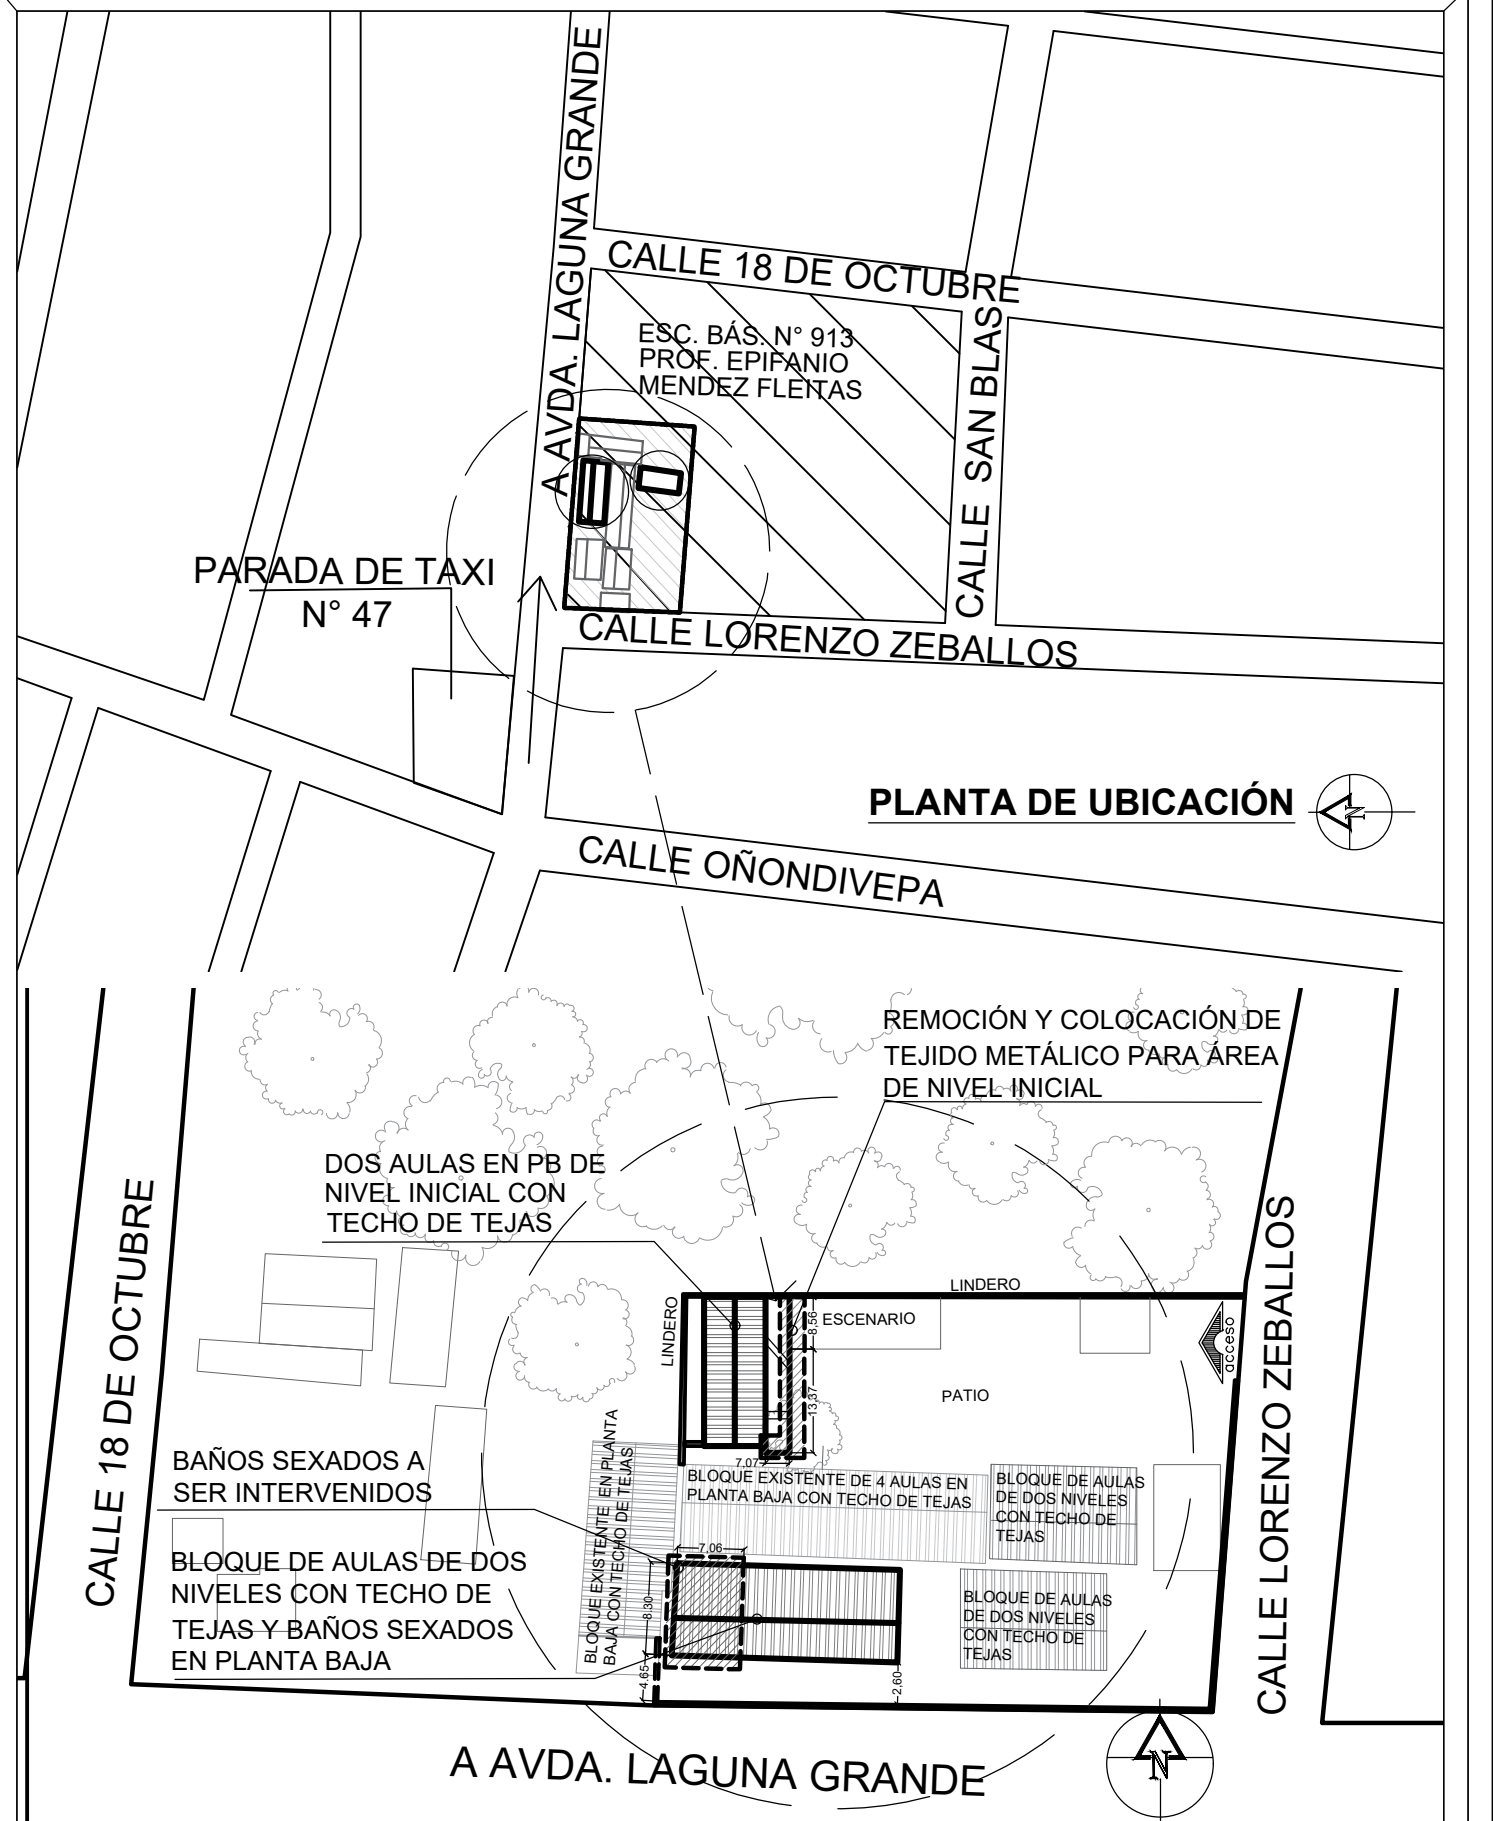 A AVDA. LAGUNA GRANDE
CALLE 18 DE OCTUBRE
ESC. BÁS. N° 913
PROF. EPIFANIO
MENDEZ FLEITAS
CALLE SAN BLAS
PARADA DE TAXI
N° 47
CALLE LORENZO ZEBALLOS
PLANTA DE UBICACIÓN
N
CALLE OÑONDIVEPA
REMOCIÓN Y COLOCACIÓN DE
TEJIDO METÁLICO PARA ÁREA
DE NIVEL INICIAL
DOS AULAS EN PB DE
NIVEL INICIAL CON
TECHO DE TEJAS
CALLE 18 DE OCTUBRE
LINDERO
LINDERO
ESCENARIO
8,56
acceso
PATIO
13,37
7,07
CALLE LORENZO ZEBALLOS
BAÑOS SEXADOS A
SER INTERVENIDOS
BLOQUE EXISTENTE EN PLANTA
BAJA CON TECHO DE TEJAS
BLOQUE EXISTENTE DE 4 AULAS EN
PLANTA BAJA CON TECHO DE TEJAS
BLOQUE DE AULAS
DE DOS NIVELES
CON TECHO DE
TEJAS
BLOQUE DE AULAS DE DOS
NIVELES CON TECHO DE
TEJAS Y BAÑOS SEXADOS
EN PLANTA BAJA
7,06
8,30
4,65
2,60
BLOQUE DE AULAS
DE DOS NIVELES
CON TECHO DE
TEJAS
A AVDA. LAGUNA GRANDE
N